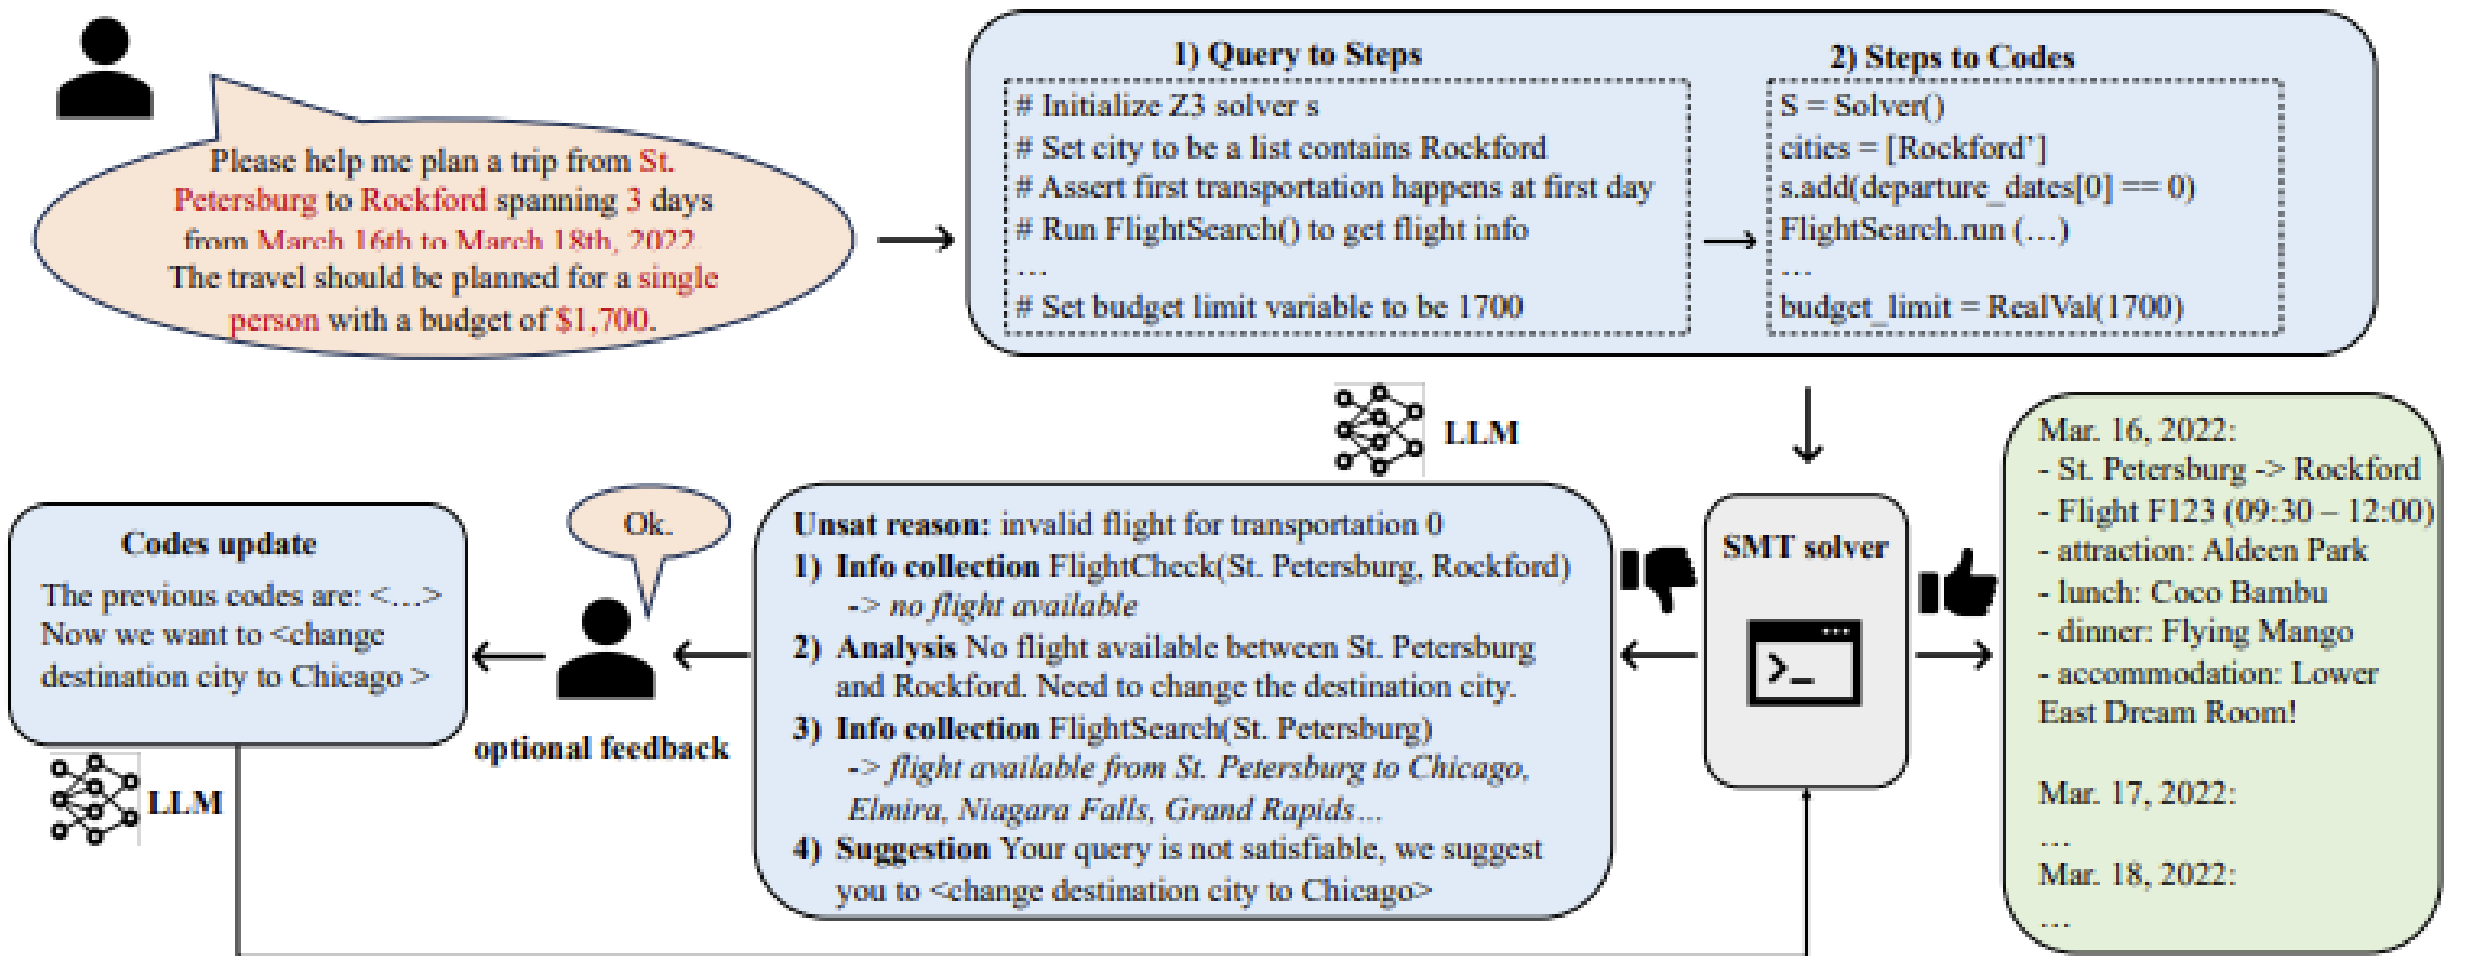 Please help me plan a trip from St.
Petersburg to Rockford spanning 3 days
from March 16th to March 18th, 2022.
The travel should be planned for a single
person with a budget of $1,700.
1) Query to Steps
# Initialize Z3 solver s
# Set city to be a list contains Rockford
# Assert first transportation happens at first day
# Run FlightSearch() to get flight info
...
# Set budget limit variable to be 1700
2) Steps to Codes
S = Solver()
cities = [Rockford’]
s.add(departure_dates[0] == 0)
FlightSearch.run (…)
...
budget_limit = RealVal(1700)
LLM
Codes update
The previous codes are: <…>
Now we want to <change
destination city to Chicago >
LLM
Ok.
optional feedback
Unsat reason: invalid flight for transportation 0
1) Info collection FlightCheck(St. Petersburg, Rockford)
-> no flight available
2) Analysis No flight available between St. Petersburg
and Rockford. Need to change the destination city.
3) Info collection FlightSearch(St. Petersburg)
-> flight available from St. Petersburg to Chicago,
Elmira, Niagara Falls, Grand Rapids…
4) Suggestion Your query is not satisfiable, we suggest
you to <change destination city to Chicago>
SMT solver
>_
Mar. 16, 2022:
- St. Petersburg -> Rockford
- Flight F123 (09:30 – 12:00)
- attraction: Aldeen Park
- lunch: Coco Bambu
- dinner: Flying Mango
- accommodation: Lower
East Dream Room!
Mar. 17, 2022:
...
Mar. 18, 2022:
...